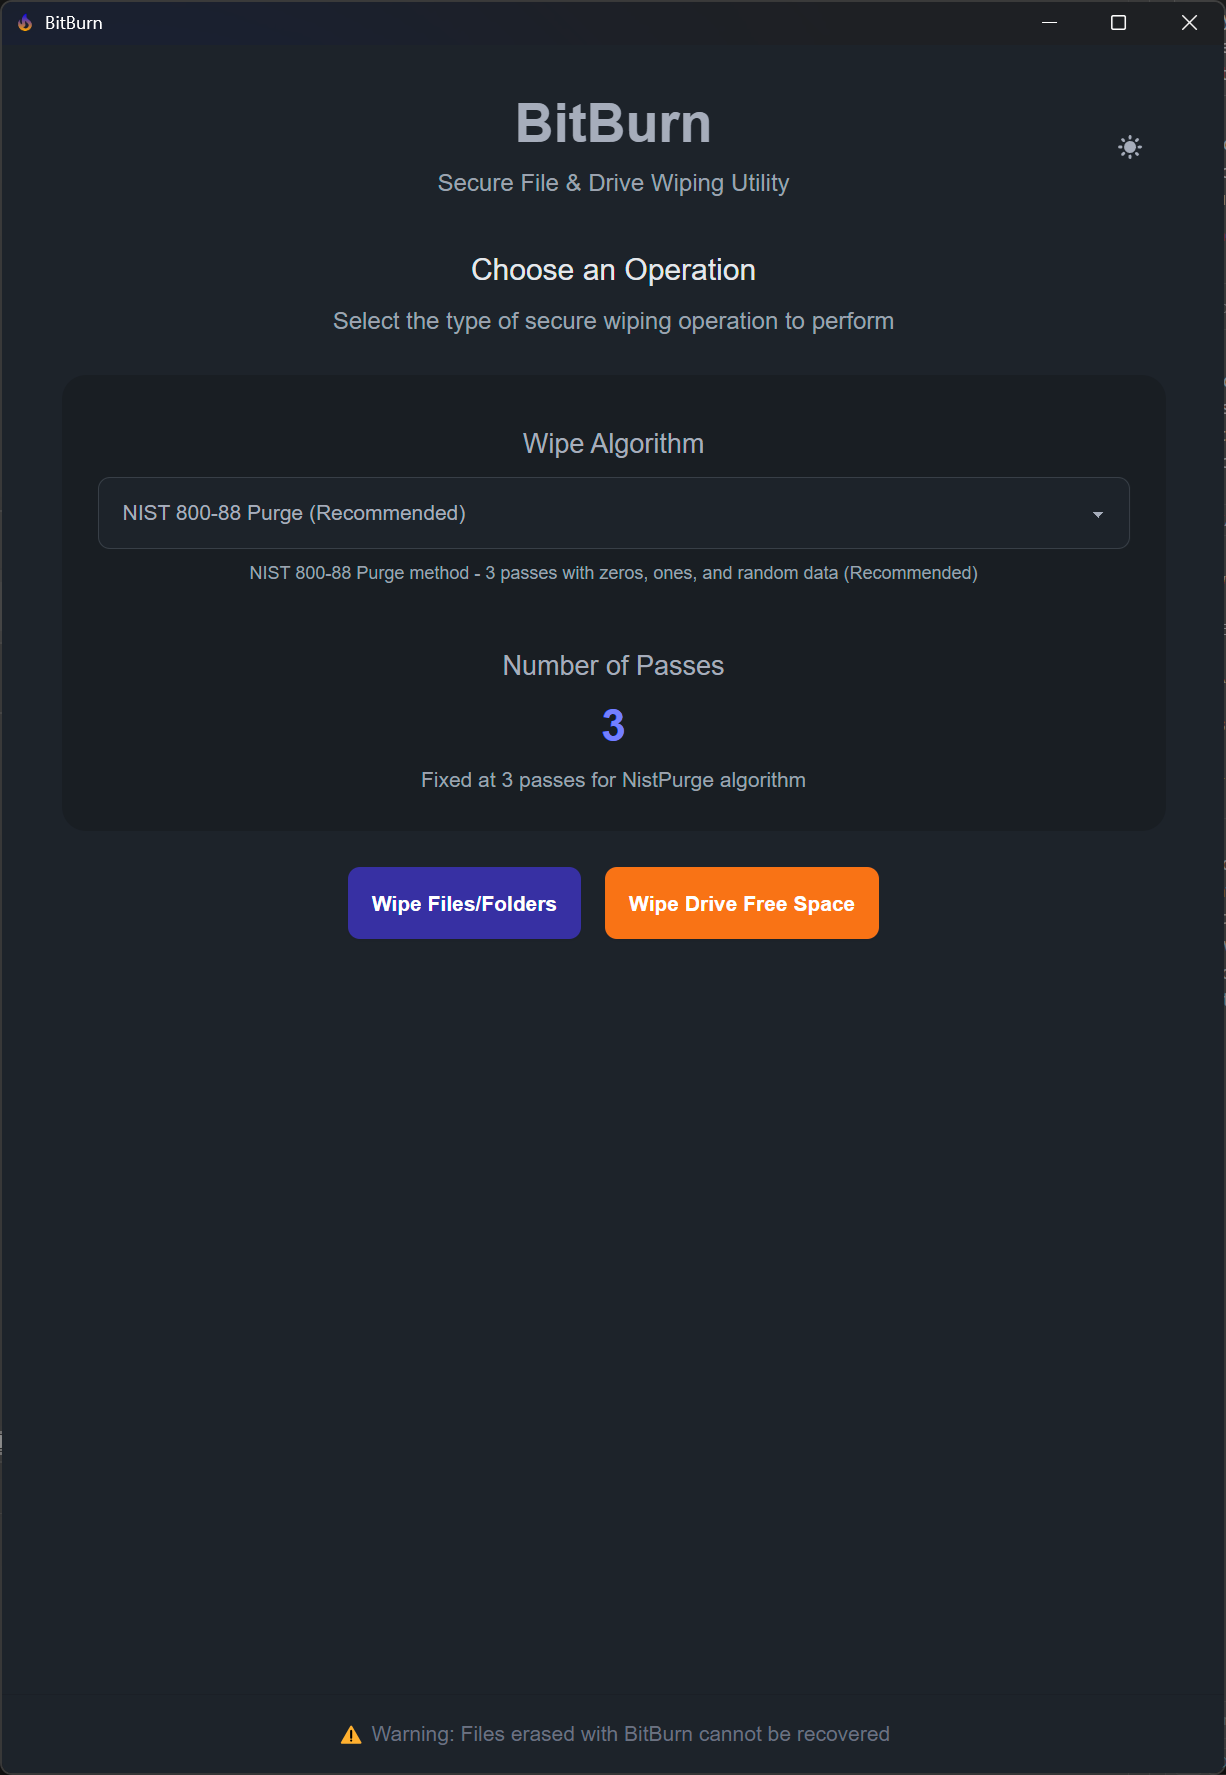 BitBurn
BitBurn
Secure File & Drive Wiping Utility
Choose an Operation
Select the type of secure wiping operation to perform
Wipe Algorithm
NIST 800-88 Purge (Recommended)
NIST 800-88 Purge method - 3 passes with zeros, ones, and random data (Recommended)
Number of Passes
3
Fixed at 3 passes for NistPurge algorithm
Wipe Files/Folders
Wipe Drive Free Space
Warning: Files erased with BitBurn cannot be recovered